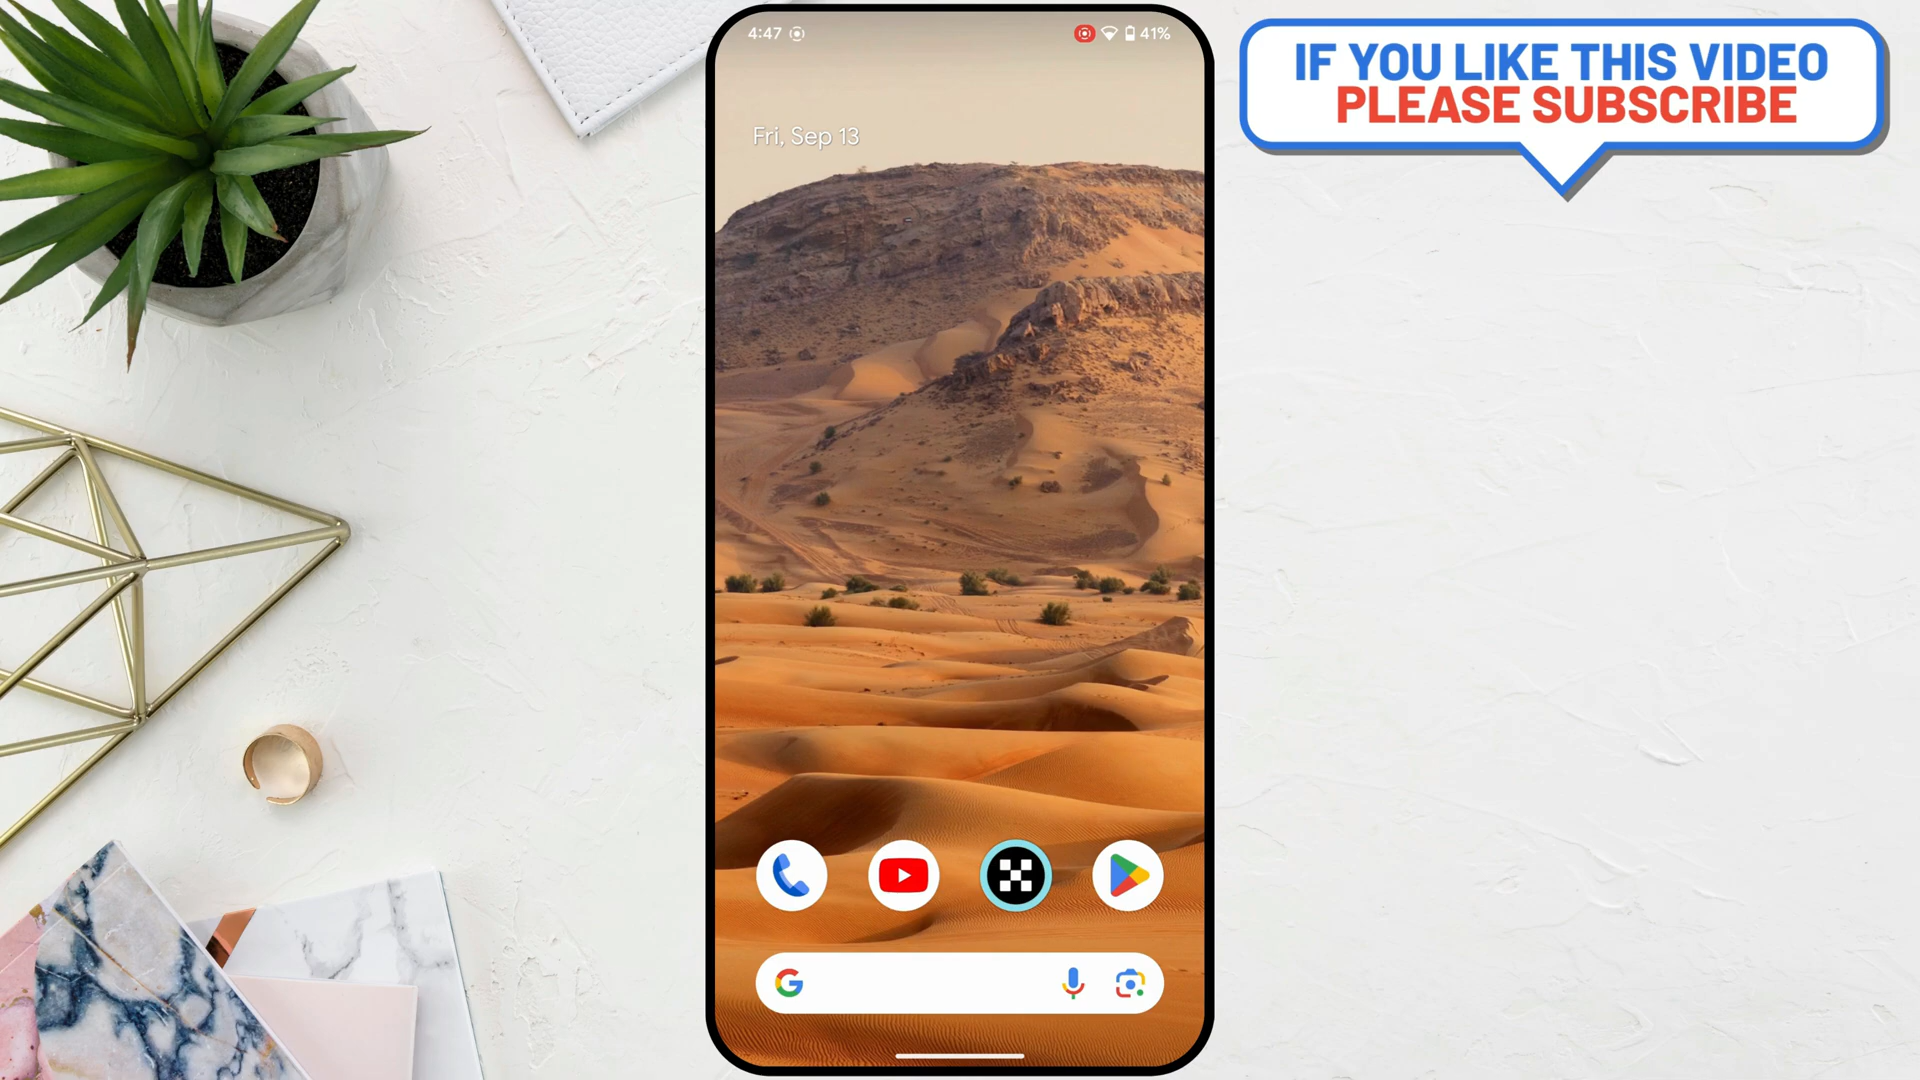 4:47
41%
Fri, Sep 13
IF YOU LIKE THIS VIDEO
PLEASE SUBSCRIBE